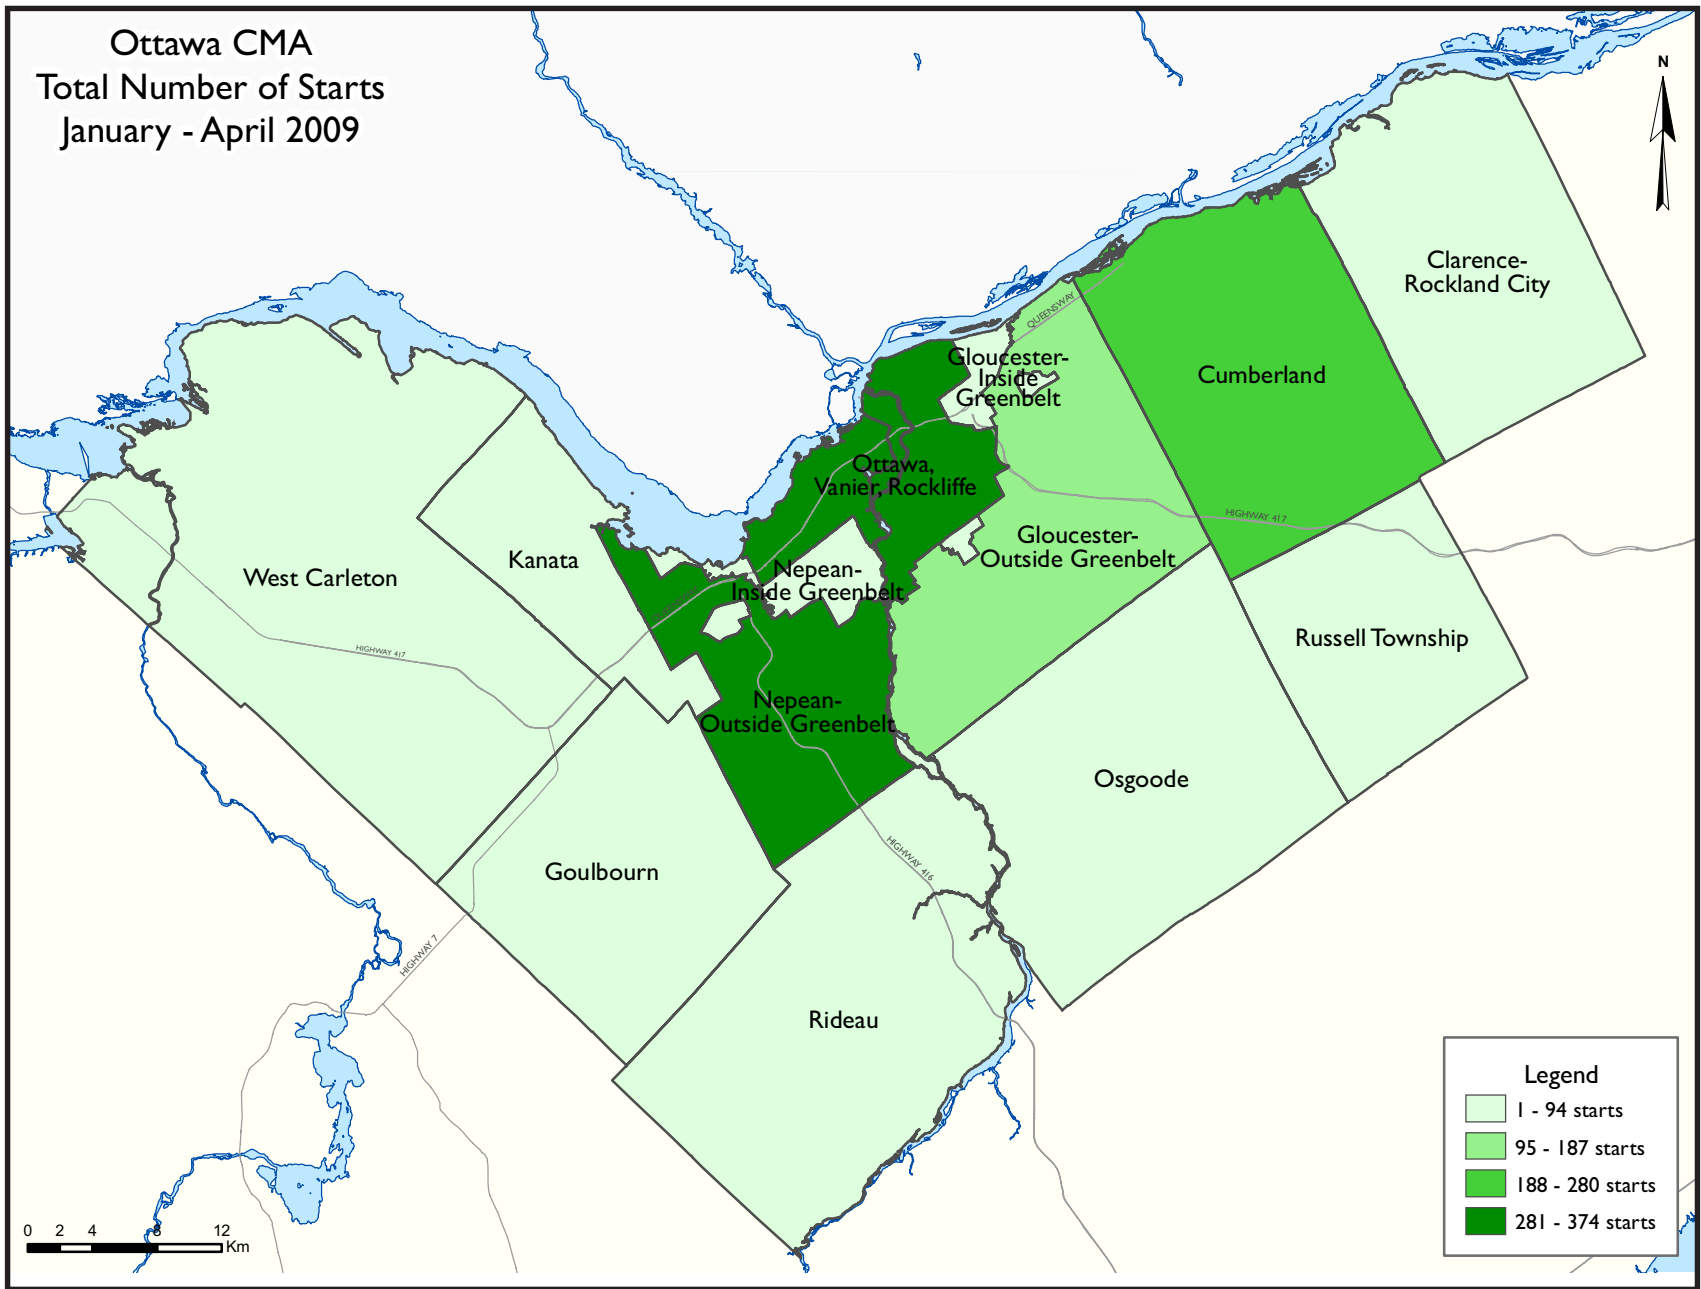 Ottawa CMA
Total Number of Starts
January - April 2009
N
Clarence-
Rockland City
QUEENSWAY
Gloucester-
Inside
Greenbelt
Cumberland
Ottawa,
Vanier, Rockliffe
HIGHWAY 417
Gloucester-
Outside Greenbelt
Kanata
West Carleton
Nepean-
Inside Greenbelt
Russell Township
HIGHWAY 417
Nepean-
Outside Greenbelt
Osgoode
HIGHWAY 416
Goulbourn
HIGHWAY 7
Rideau
Legend
1 - 94 starts
95 - 187 starts
188 - 280 starts
281 - 374 starts
0 2 4 8 12
Km